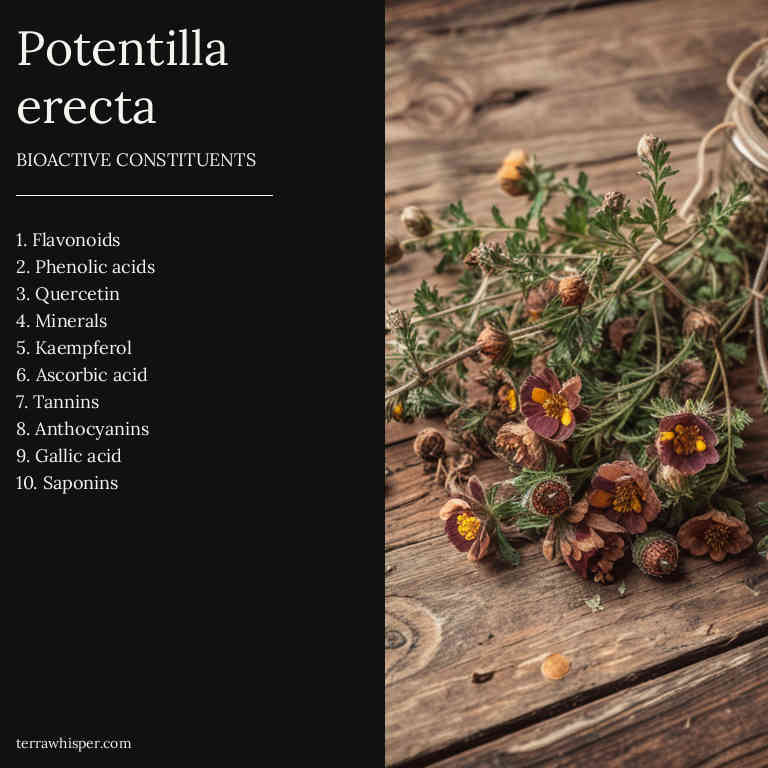 Potentilla
erecta
BIOACTIVE CONSTITUENTS
1. Flavonoids
2. Phenolic acids
3. Quercetin
4. Minerals
5. Kaempferol
6. Ascorbic acid
7. Tannins
8. Anthocyanins
9. Gallic acid
10. Saponins
terrawhisper.com